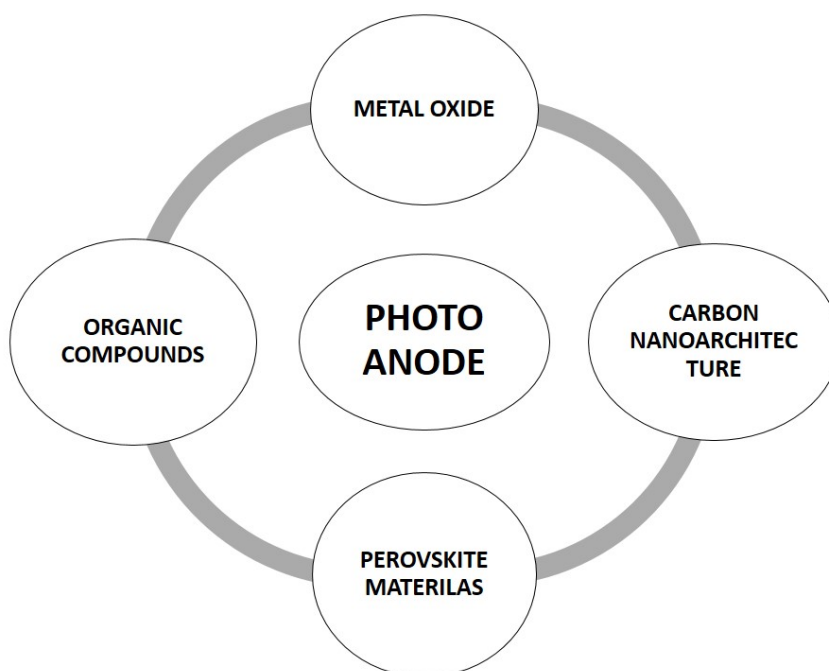 METAL OXIDE
ORGANIC
COMPOUNDS
PHOTO
ANODE
CARBON
NANOARCHITEC
TURE
PEROVSKITE
MATERILAS